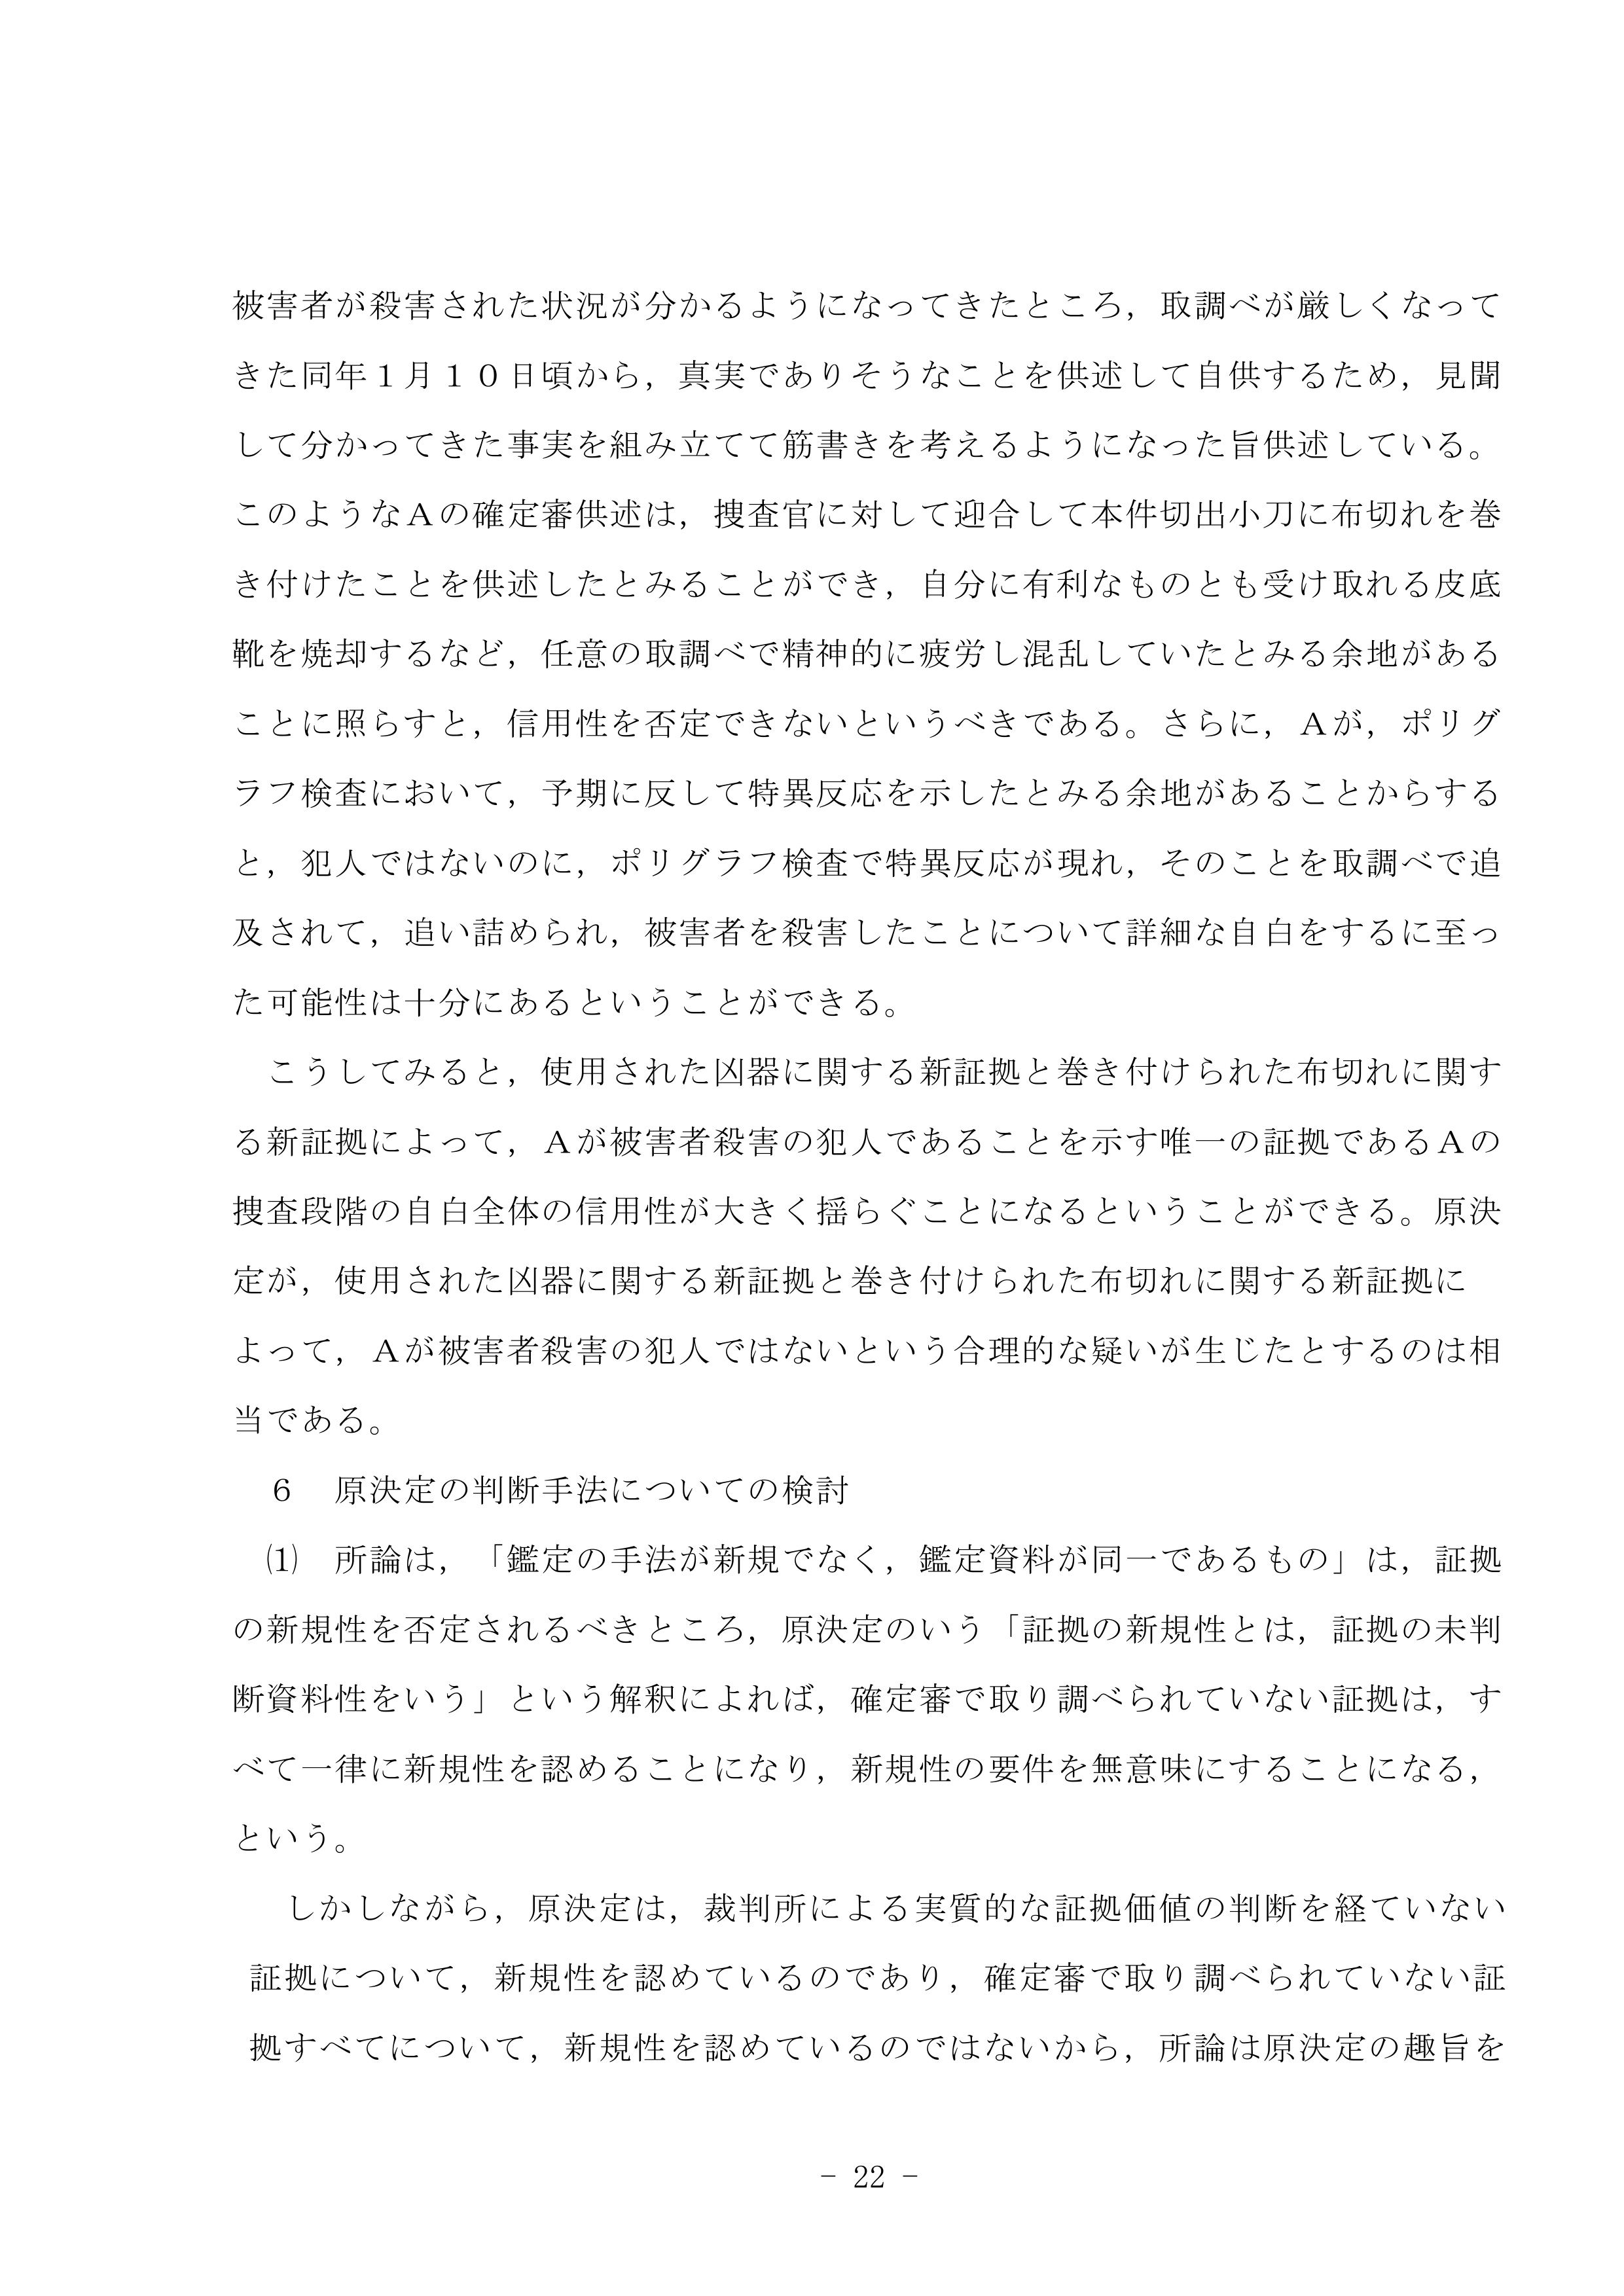 被害者が殺害された状況が分かるようになってきたところ，取調べが厳しくなって
きた同年１月１０日頃から，真実でありそうなことを供述して自供するため，見聞
して分かってきた事実を組み立てて筋書きを考えるようになった旨供述している。
このようなＡの確定審供述は，捜査官に対して迎合して本件切出小刀に布切れを巻
き付けたことを供述したとみることができ，自分に有利なものとも受け取れる皮底
靴を焼却するなど，任意の取調べで精神的に疲労し混乱していたとみる余地がある
ことに照らすと，信用性を否定できないというべきである。さらに，Ａが，ポリグ
ラフ検査において，予期に反して特異反応を示したとみる余地があることからする
と，犯人ではないのに，ポリグラフ検査で特異反応が現れ，そのことを取調べで追
及されて，追い詰められ，被害者を殺害したことについて詳細な自白をするに至っ
た可能性は十分にあるということができる。
　こうしてみると，使用された凶器に関する新証拠と巻き付けられた布切れに関す
る新証拠によって，Ａが被害者殺害の犯人であることを示す唯一の証拠であるＡの
捜査段階の自白全体の信用性が大きく揺らぐことになるということができる。原決
定が，使用された凶器に関する新証拠と巻き付けられた布切れに関する新証拠に
よって，Ａが被害者殺害の犯人ではないという合理的な疑いが生じたとするのは相
当である。
　６　原決定の判断手法についての検討
　⑴　所論は，「鑑定の手法が新規でなく，鑑定資料が同一であるもの」は，証拠
の新規性を否定されるべきところ，原決定のいう「証拠の新規性とは，証拠の未判
断資料性をいう」という解釈によれば，確定審で取り調べられていない証拠は，す
べて一律に新規性を認めることになり，新規性の要件を無意味にすることになる，
という。
　しかしながら，原決定は，裁判所による実質的な証拠価値の判断を経ていない
証拠について，新規性を認めているのであり，確定審で取り調べられていない証
拠すべてについて，新規性を認めているのではないから，所論は原決定の趣旨を
－ 22 －